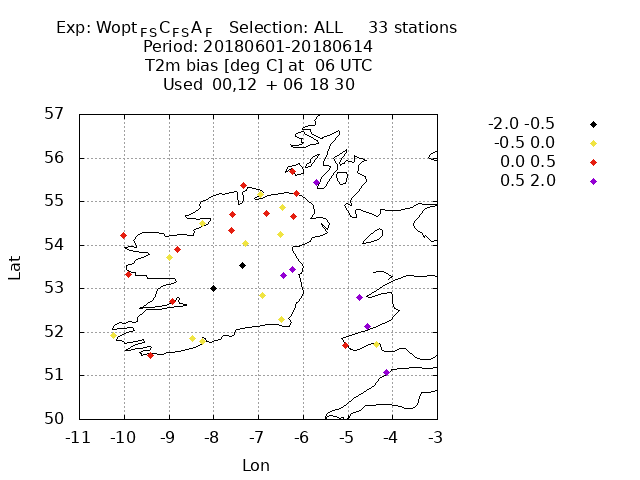 Exp: Wopt FS C FS A F Selection: ALL 33 stations
Period: 20180601-20180614
T2m bias [deg C] at 06 UTC
Used 00,12 + 06 18 30
57
56
55
54
53
52
51
50
-11 -10 -9 -8 -7 -6 -5 -4 -3
Lat
Lon
-2.0 -0.5
-0.5 0.0
0.0 0.5
0.5 2.0